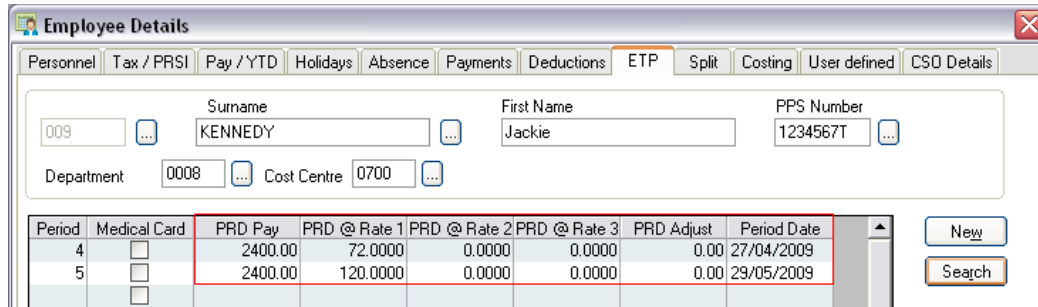 Employee Details
Personnel Tax / PRSI Pay / YTD Holidays Absence Payments Deductions ETP Split Costing User defined CSO Details
Surname First Name PPS Number
009 ... KENNEDY ... Jackie 1234567T ...
Department 0008 ... Cost Centre 0700 ...
Period Medical Card PRD Pay PRD @ Rate 1 PRD @ Rate 2 PRD @ Rate 3 PRD Adjust Period Date New
4 2400.00 72.0000 0.0000 0.0000 0.00 27/04/2009
5 2400.00 120.0000 0.0000 0.0000 0.00 29/05/2009 Search